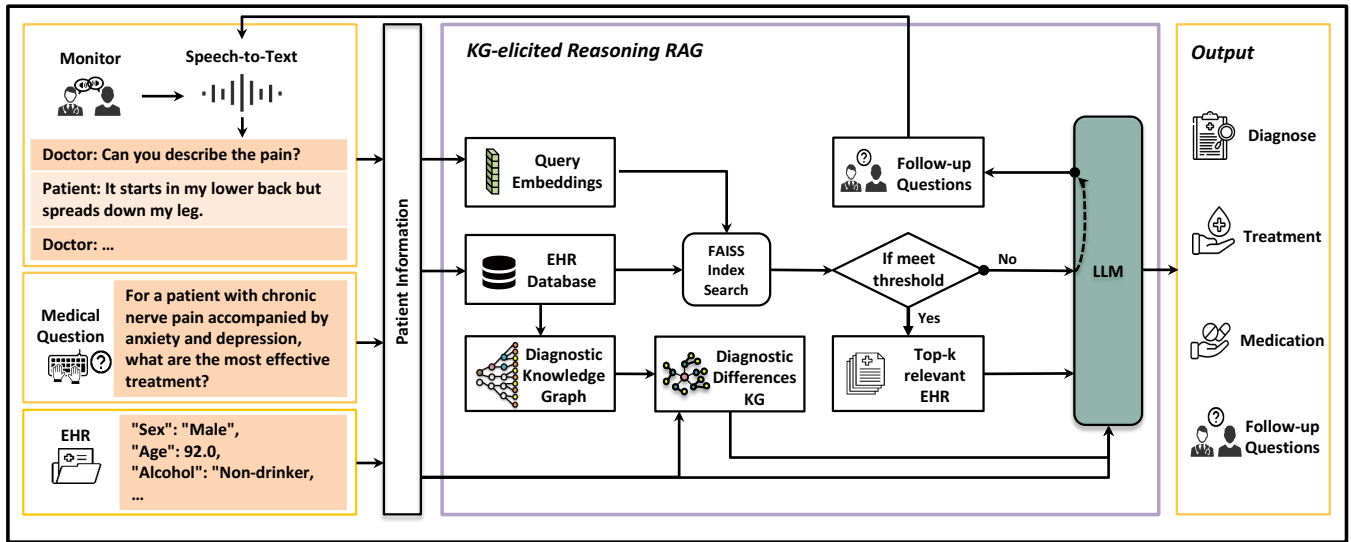 Monitor
Speech-to-Text
Doctor: Can you describe the pain?
Patient: It starts in my lower back but
spreads down my leg.
Doctor: ...
Medical
Question
For a patient with chronic
nerve pain accompanied by
anxiety and depression,
what are the most effective
treatment?
EHR
"Sex": "Male",
"Age": 92.0,
"Alcohol": "Non-drinker,
...
Patient Information
KG-elicited Reasoning RAG
Query
Embeddings
EHR
Database
Diagnostic
Knowledge
Graph
FAISS
Index
Search
Diagnostic
Differences
KG
Follow-up
Questions
If meet
threshold
No
Yes
Top-k
relevant
EHR
LLM
Output
Diagnose
Treatment
Medication
Follow-up
Questions